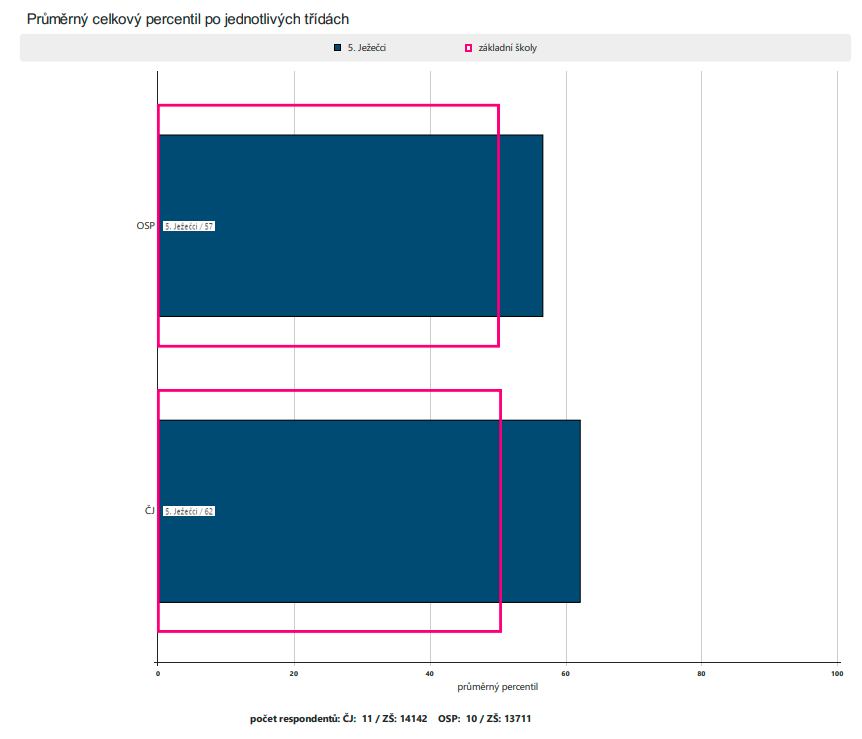 Průměrný celkový percentil po jednotlivých třídách
5. Ježečci základní školy
OSP 5. Ježečci / 57
ČJ 5. Ježečci / 62
0 20 40 60 80 100
průměrný percentil
počet respondentů: ČJ: 11 / ZŠ: 14142 OSP: 10 / ZŠ: 13711